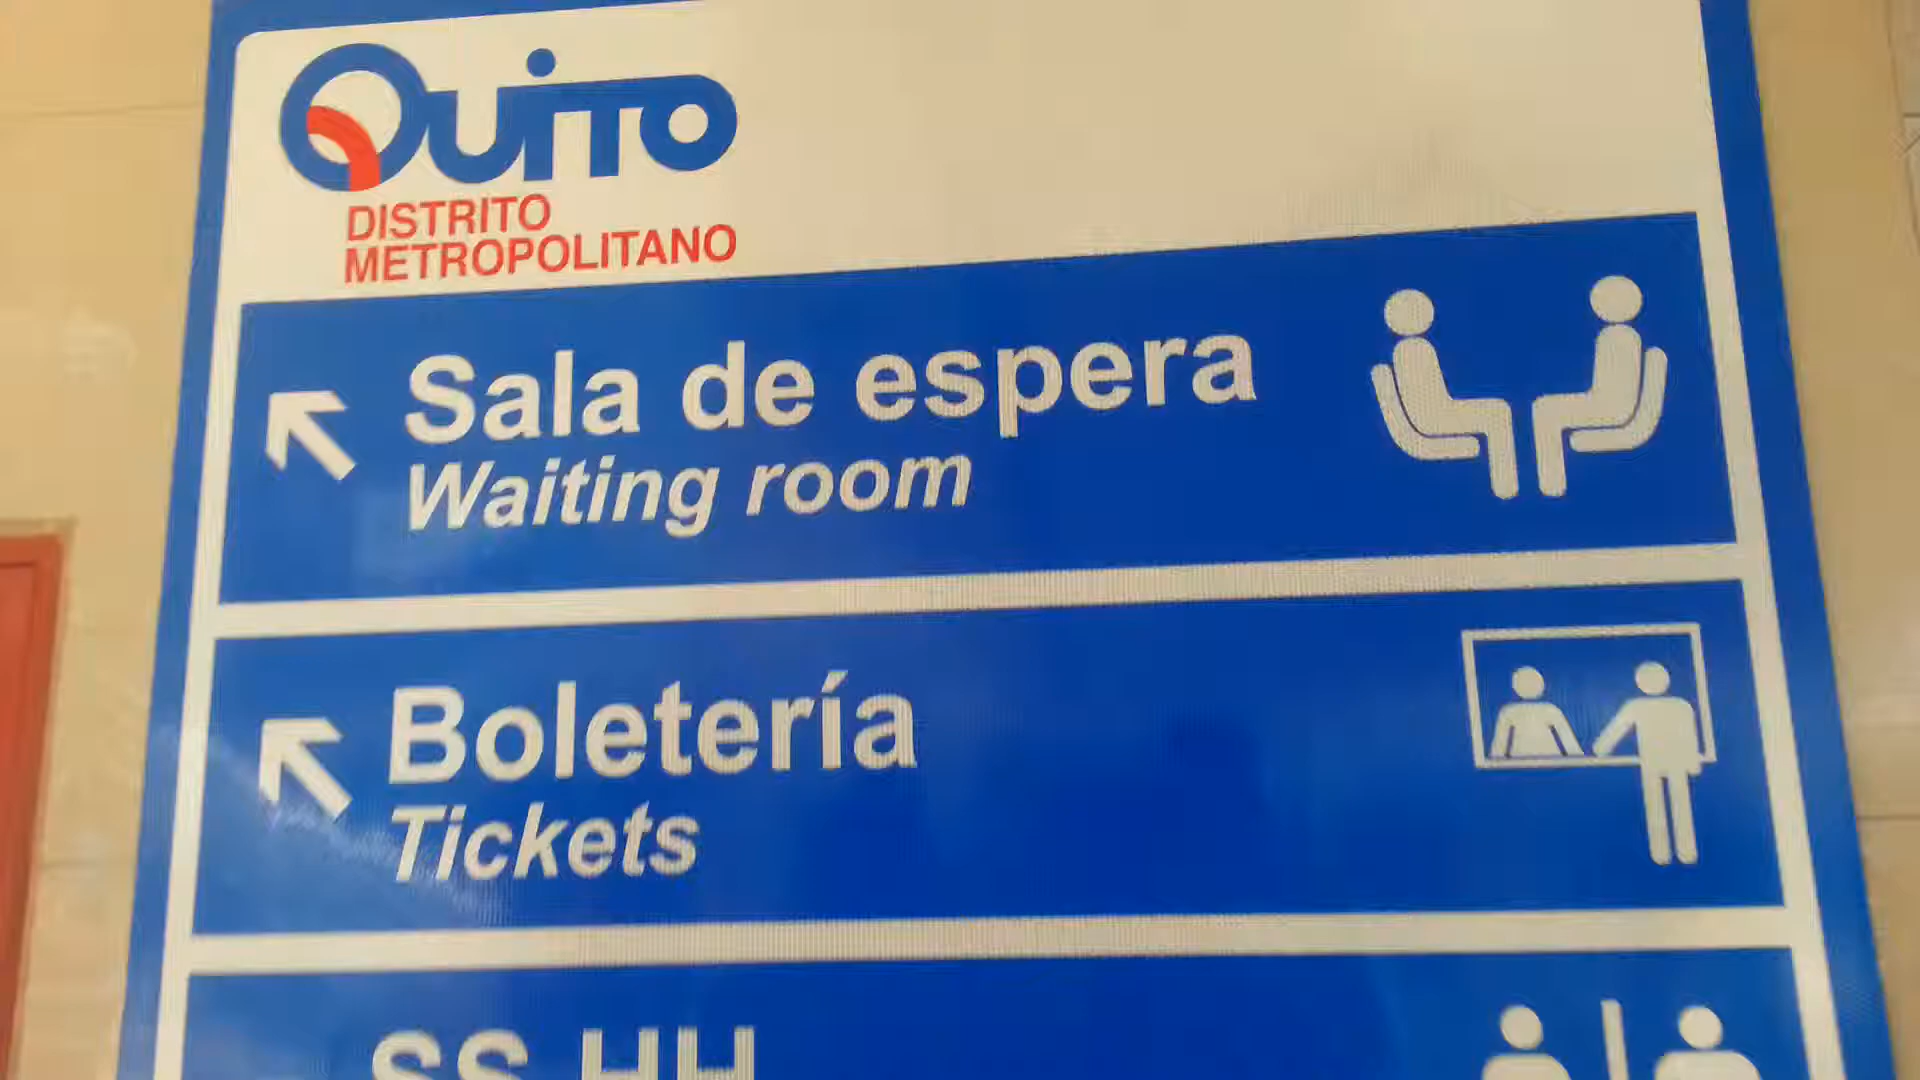 QUITO
DISTRITO
METROPOLITANO
Sala de espera
Waiting room
Boletería
Tickets
SS HH